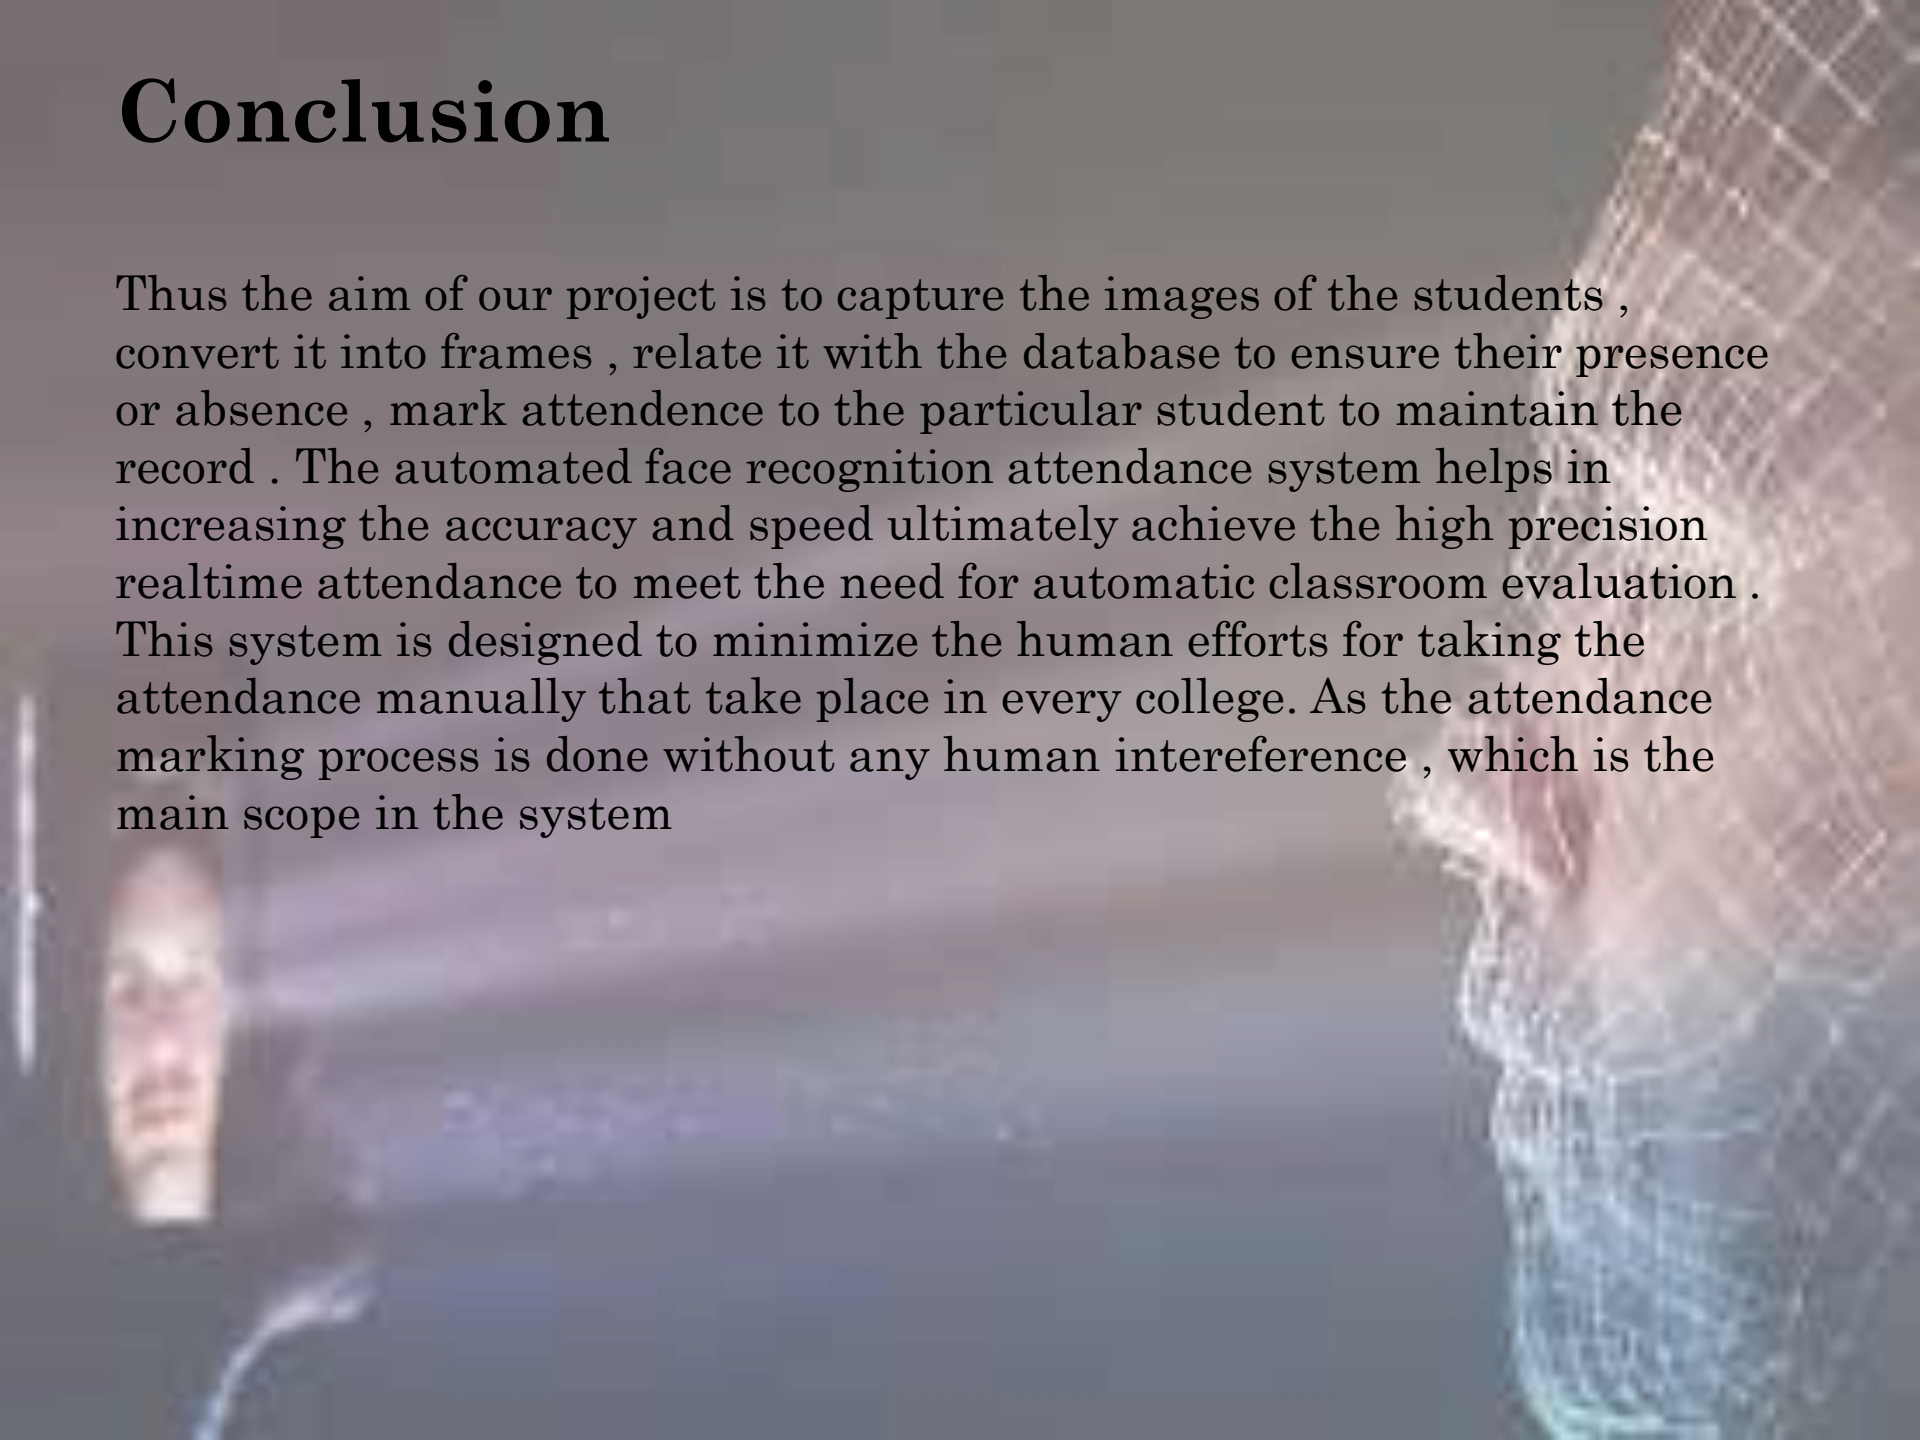 Conclusion
Thus the aim of our project is to capture the images of the students ,
convert it into frames , relate it with the database to ensure their presence
or absence , mark attendence to the particular student to maintain the
record . The automated face recognition attendance system helps in
increasing the accuracy and speed ultimately achieve the high precision
realtime attendance to meet the need for automatic classroom evaluation .
This system is designed to minimize the human efforts for taking the
attendance manually that take place in every college. As the attendance
marking process is done without any human intereference , which is the
main scope in the system